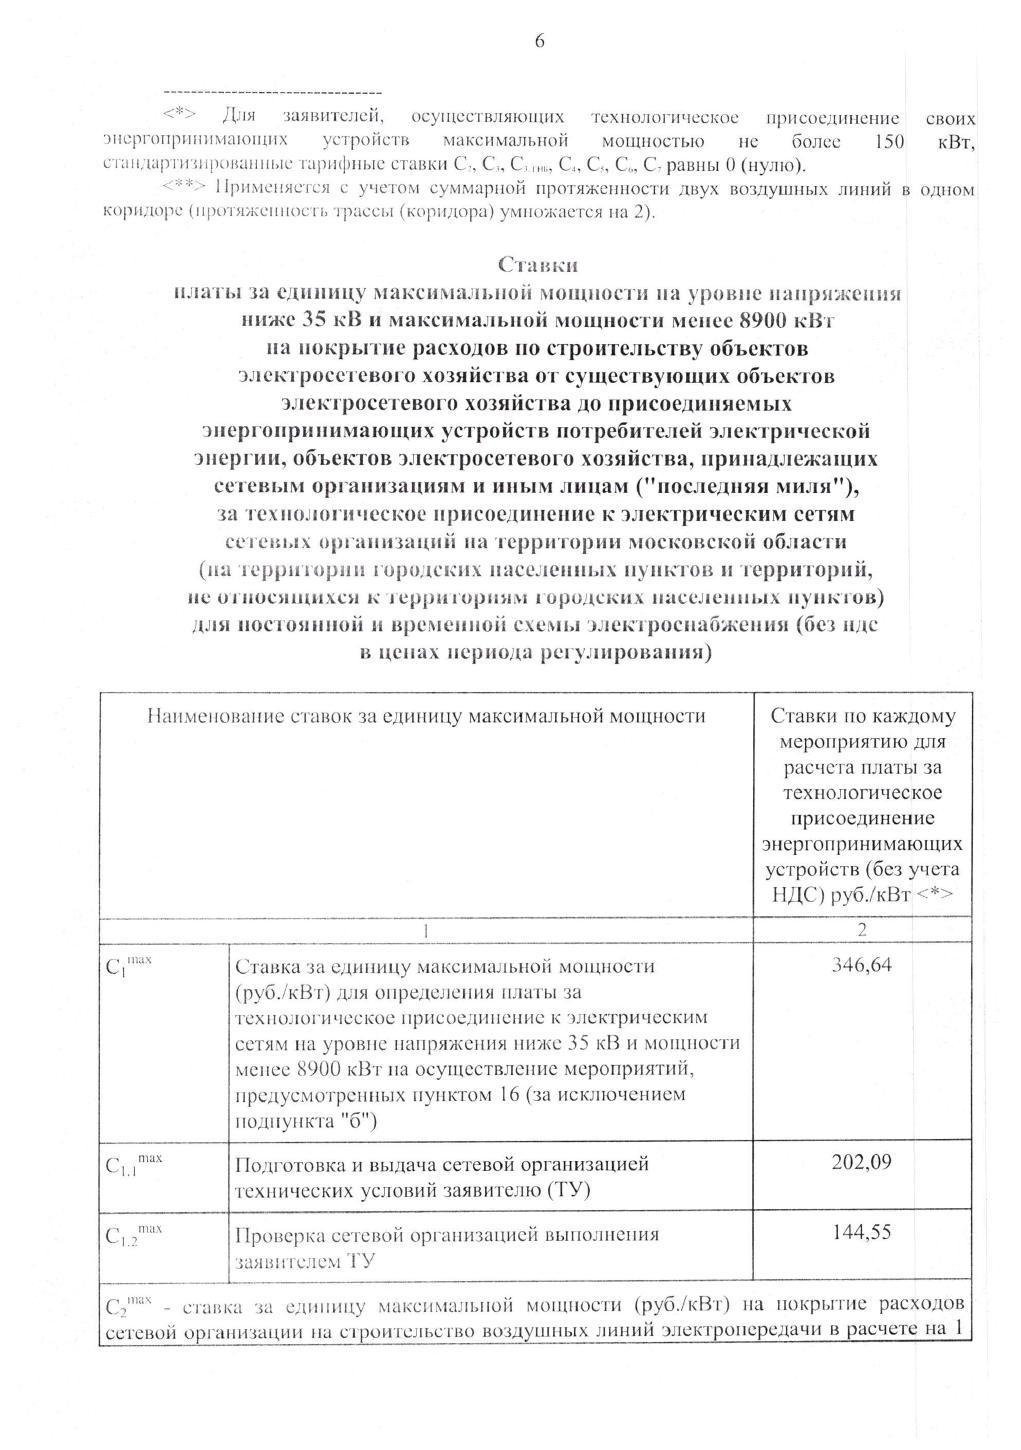 6
<*> Для заявителей, осуществляющих технологическое присоединение своих
энергопринимающих устройств максимальной мощностью не более 150 кВт,
стандартизированные тарифные ставки С₂, С₃, С₃.₁гнб, С₄, С₅, С₆, С₇ равны 0 (нулю).
<**> Применяется с учетом суммарной протяженности двух воздушных линий в одном
коридоре (протяженность трассы (коридора) умножается на 2).
Ставки
платы за единицу максимальной мощности на уровне напряжения
ниже 35 кВ и максимальной мощности менее 8900 кВт
на покрытие расходов по строительству объектов
электросетевого хозяйства от существующих объектов
электросетевого хозяйства до присоединяемых
энергопринимающих устройств потребителей электрической
энергии, объектов электросетевого хозяйства, принадлежащих
сетевым организациям и иным лицам ("последняя миля"),
за технологическое присоединение к электрическим сетям
сетевых организаций на территории московской области
(на территории городских населенных пунктов и территорий,
не относящихся к территориям городских населенных пунктов)
для постоянной и временной схемы электроснабжения (без ндс
в ценах периода регулирования)
Наименование ставок за единицу максимальной мощности
Ставки по каждому
мероприятию для
расчета платы за
технологическое
присоединение
энергопринимающих
устройств (без учета
НДС) руб./кВт <*>
1
2
С₁ᵐᵃˣ
Ставка за единицу максимальной мощности
(руб./кВт) для определения платы за
технологическое присоединение к электрическим
сетям на уровне напряжения ниже 35 кВ и мощности
менее 8900 кВт на осуществление мероприятий,
предусмотренных пунктом 16 (за исключением
подпункта "б")
346,64
С₁.₁ᵐᵃˣ
Подготовка и выдача сетевой организацией
технических условий заявителю (ТУ)
202,09
С₁.₂ᵐᵃˣ
Проверка сетевой организацией выполнения
заявителем ТУ
144,55
С₂ᵐᵃˣ - ставка за единицу максимальной мощности (руб./кВт) на покрытие расходов
сетевой организации на строительство воздушных линий электропередачи в расчете на 1